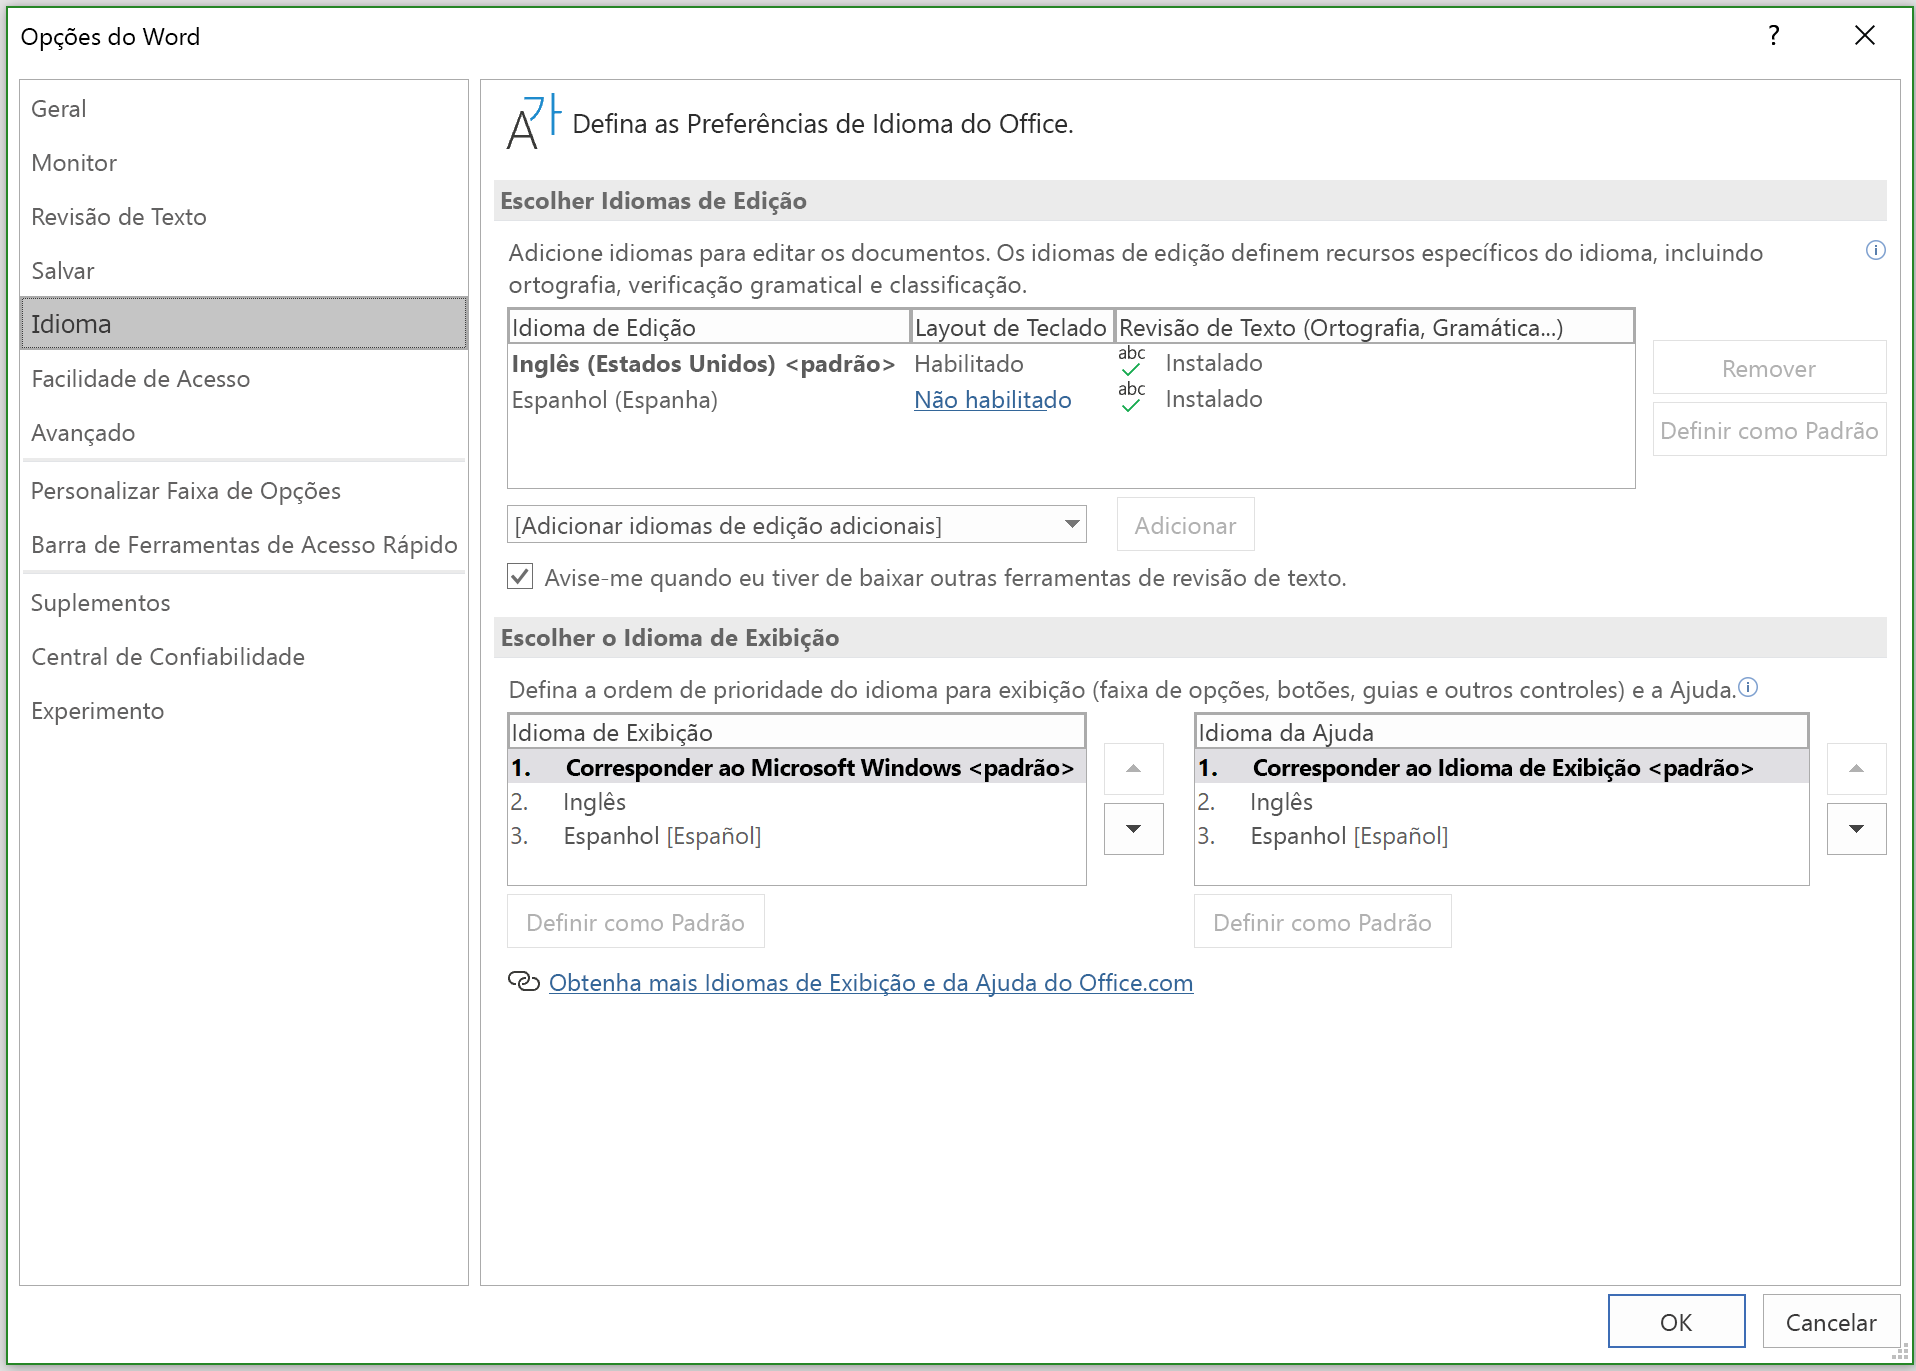 Opções do Word
?
Geral
Monitor
Revisão de Texto
Salvar
Idioma
Facilidade de Acesso
Avançado
Personalizar Faixa de Opções
Barra de Ferramentas de Acesso Rápido
Suplementos
Central de Confiabilidade
Experimento
A가 Defina as Preferências de Idioma do Office.
Escolher Idiomas de Edição
Adicione idiomas para editar os documentos. Os idiomas de edição definem recursos específicos do idioma, incluindo
ortografia, verificação gramatical e classificação.
Idioma de Edição Layout de Teclado Revisão de Texto (Ortografia, Gramática...)
Inglês (Estados Unidos) <padrão> Habilitado abc Instalado
Espanhol (Espanha) Não habilitado abc Instalado
Remover
Definir como Padrão
[Adicionar idiomas de edição adicionais] Adicionar
Avise-me quando eu tiver de baixar outras ferramentas de revisão de texto.
Escolher o Idioma de Exibição
Defina a ordem de prioridade do idioma para exibição (faixa de opções, botões, guias e outros controles) e a Ajuda.
Idioma de Exibição
1. Corresponder ao Microsoft Windows <padrão>
2. Inglês
3. Espanhol [Español]
Definir como Padrão
Idioma da Ajuda
1. Corresponder ao Idioma de Exibição <padrão>
2. Inglês
3. Espanhol [Español]
Definir como Padrão
Obtenha mais Idiomas de Exibição e da Ajuda do Office.com
OK Cancelar